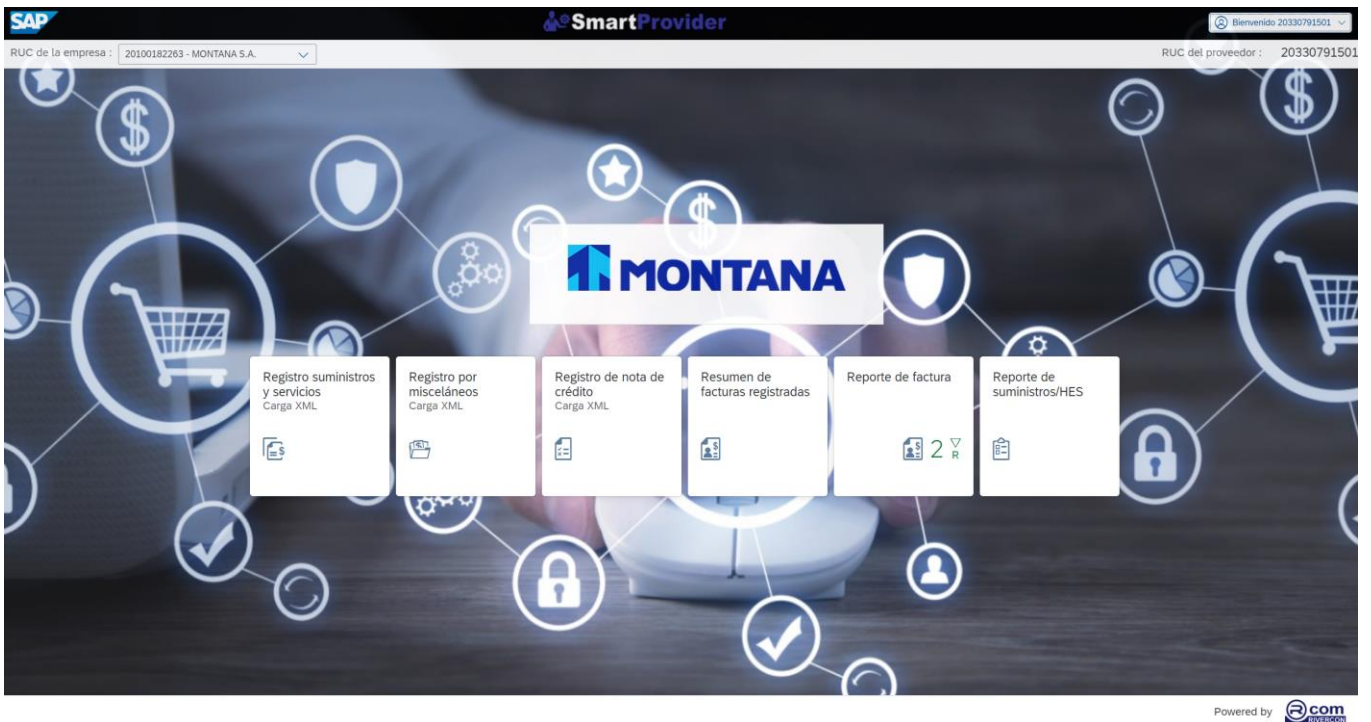 SAP
SmartProvider
Bienvenido 20330791501
RUC de la empresa :
20100182263 - MONTANA S.A.
RUC del proveedor :
20330791501
MONTANA
Registro suministros
y servicios
Carga XML
Registro por
misceláneos
Carga XML
Registro de nota de
crédito
Carga XML
Resumen de
facturas registradas
Reporte de factura
2
R
Reporte de
suministros/HES
Powered by
Rcom
RIVERCON